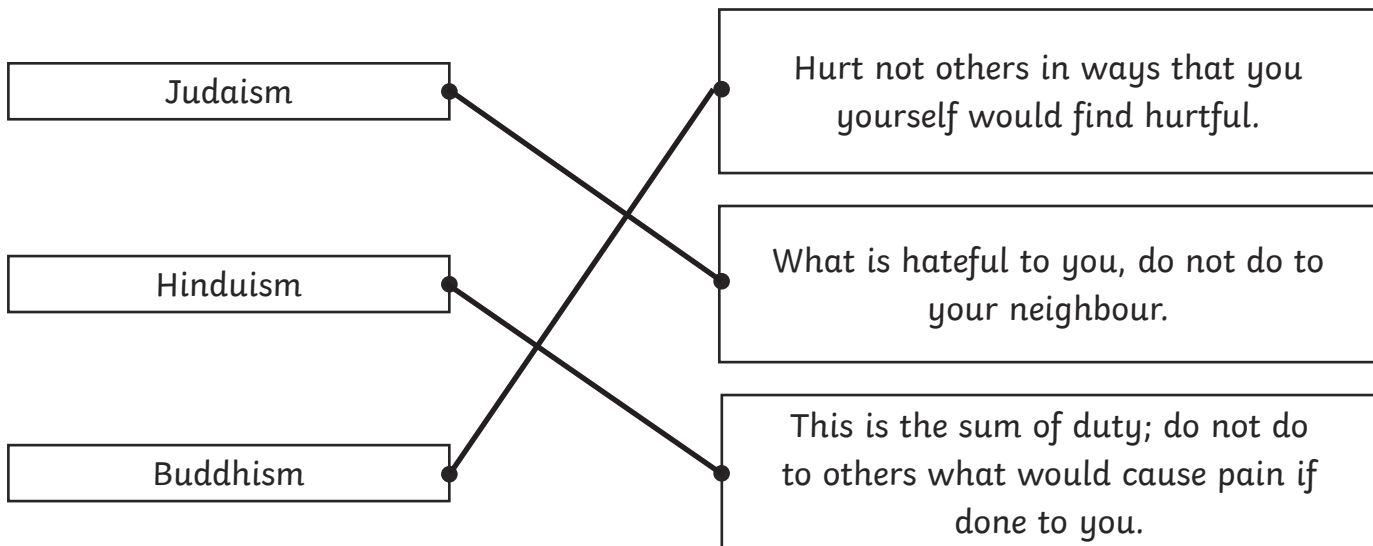 Judaism
Hurt not others in ways that you
yourself would find hurtful.
Hinduism
What is hateful to you, do not do to
your neighbour.
Buddhism
This is the sum of duty; do not do
to others what would cause pain if
done to you.